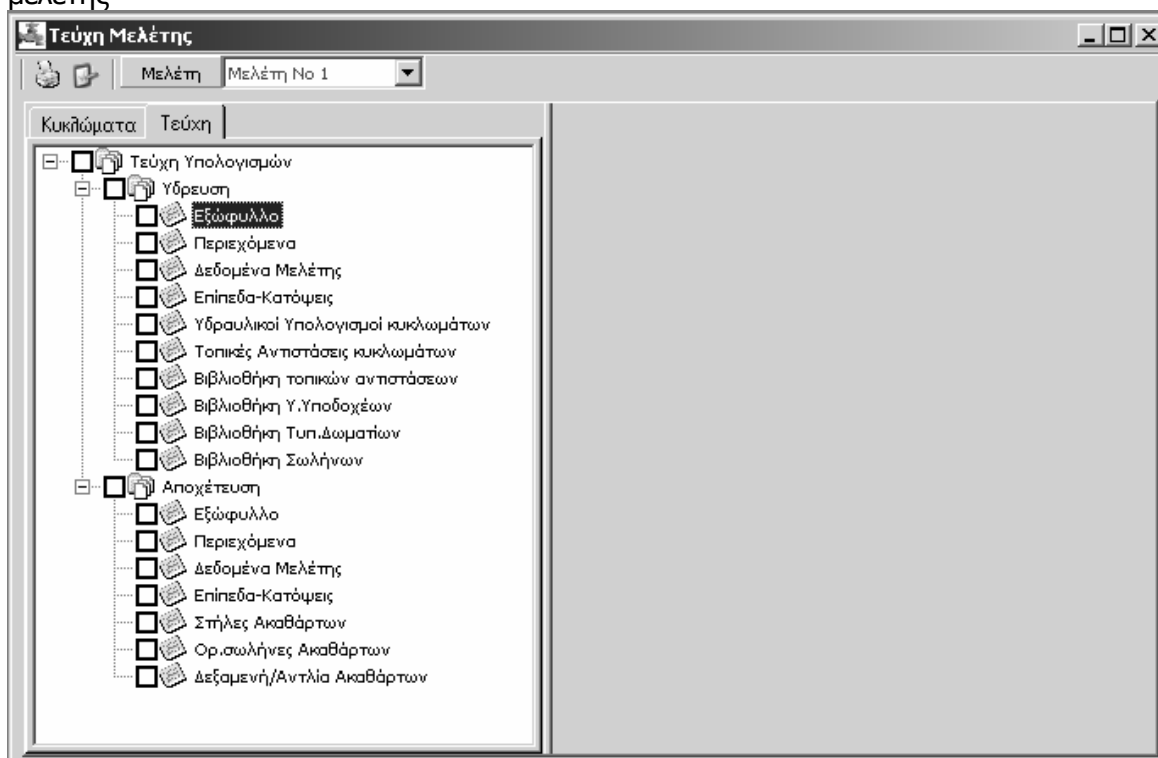 μελέτης
Τεύχη Μελέτης
Μελέτη Μελέτη No 1
Κυκλώματα Τεύχη
Τεύχη Υπολογισμών
Υδρευση
Εξώφυλλο
Περιεχόμενα
Δεδομένα Μελέτης
Επίπεδα-Κατόψεις
Υδραυλικοί Υπολογισμοί κυκλωμάτων
Τοπικές Αντιστάσεις κυκλωμάτων
Βιβλιοθήκη τοπικών αντιστάσεων
Βιβλιοθήκη Υ.Υποδοχέων
Βιβλιοθήκη Τυπ.Δωματίων
Βιβλιοθήκη Σωλήνων
Αποχέτευση
Εξώφυλλο
Περιεχόμενα
Δεδομένα Μελέτης
Επίπεδα-Κατόψεις
Στήλες Ακαθάρτων
Ορ.σωλήνες Ακαθάρτων
Δεξαμενή/Αντλία Ακαθάρτων